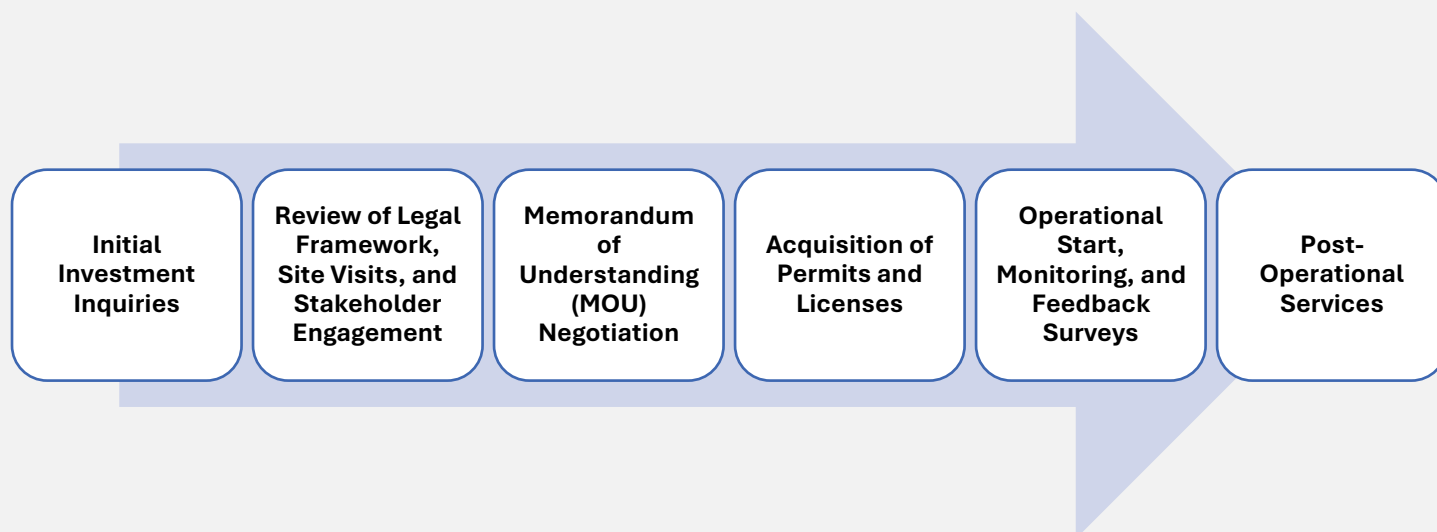 Initial
Investment
Inquiries
Review of Legal
Framework,
Site Visits, and
Stakeholder
Engagement
Memorandum
of
Understanding
(MOU)
Negotiation
Acquisition of
Permits and
Licenses
Operational
Start,
Monitoring, and
Feedback
Surveys
Post-
Operational
Services